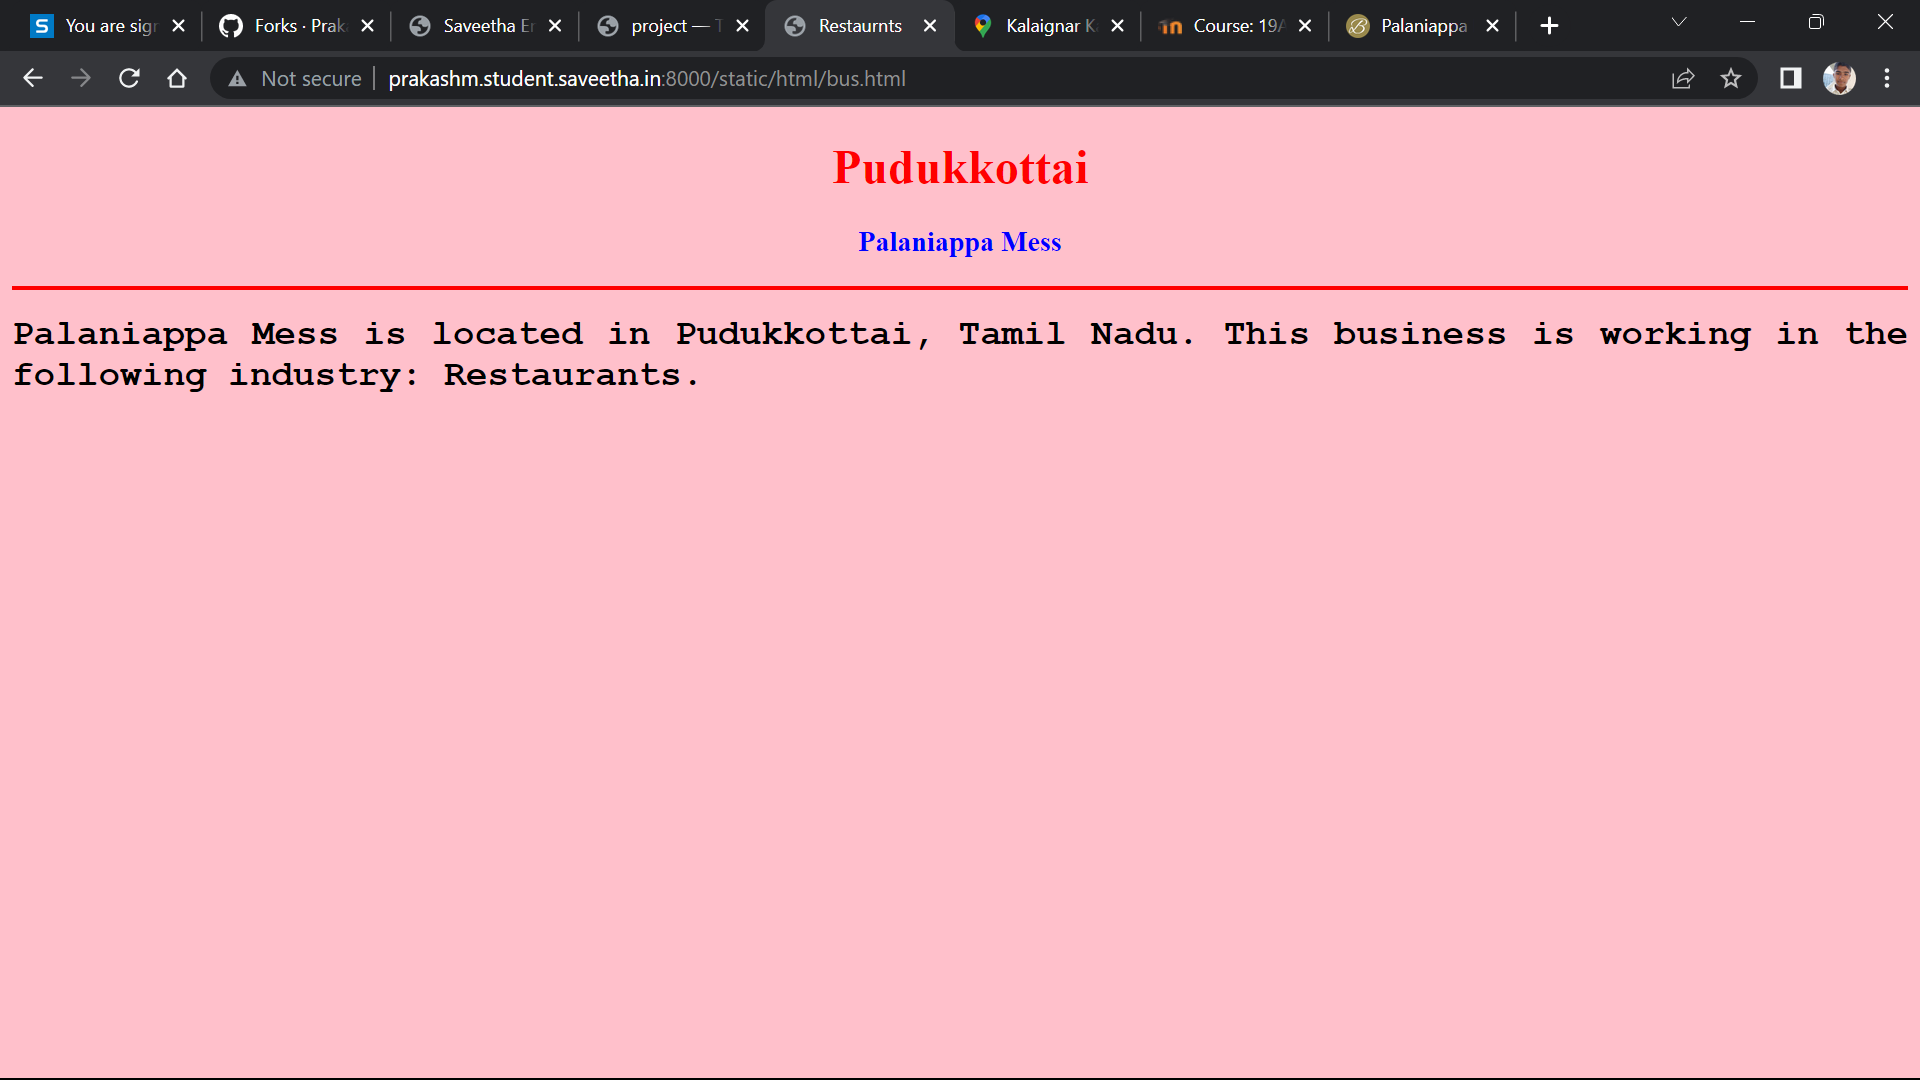 You are sig
Forks · Prak
Saveetha E
project —
Restaurnts
Kalaignar K
Course: 19
Palaniappa
Not secure
prakashm.student.saveetha.in:8000/static/html/bus.html
Pudukkottai
Palaniappa Mess
Palaniappa Mess is located in Pudukkottai, Tamil Nadu. This business is working in the
following industry: Restaurants.